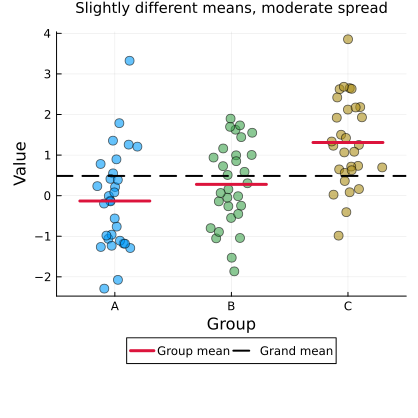 Slightly different means, moderate spread
4
3
2
1
0
−1
−2
Value
A B C
Group
Group mean Grand mean